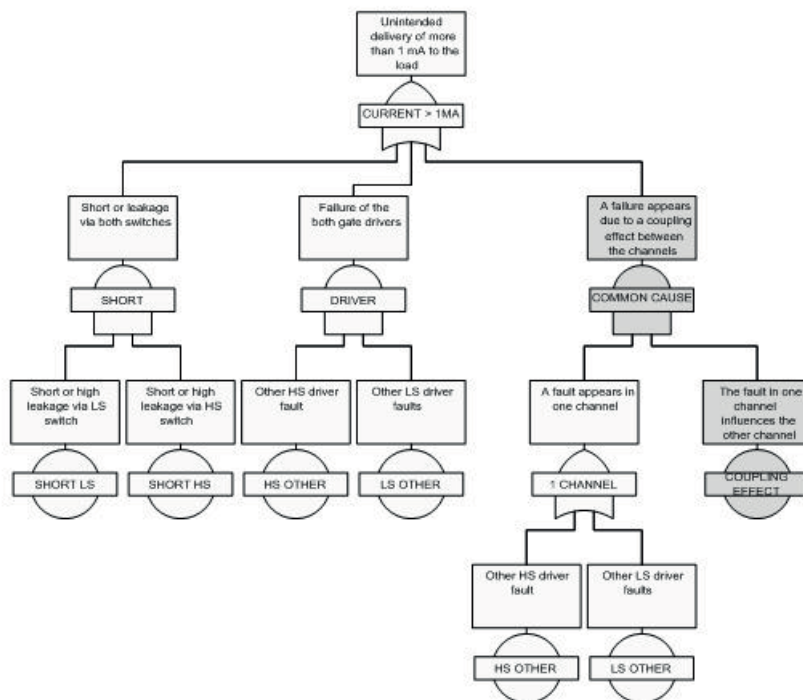 Unintended
delivery of more
than 1 mA to the
load
CURRENT > 1MA
Short or leakage
via both switches
Failure of the
both gate drivers
A failure appears
due to a coupling
effect between
the channels
SHORT
DRIVER
COMMON CAUSE
Short or high
leakage via LS
switch
Short or high
leakage via HS
switch
Other HS driver
fault
Other LS driver
faults
A fault appears in
one channel
The fault in one
channel
influences the
other channel
SHORT LS
SHORT HS
HS OTHER
LS OTHER
1 CHANNEL
COUPLING
EFFECT
Other HS driver
fault
Other LS driver
faults
HS OTHER
LS OTHER